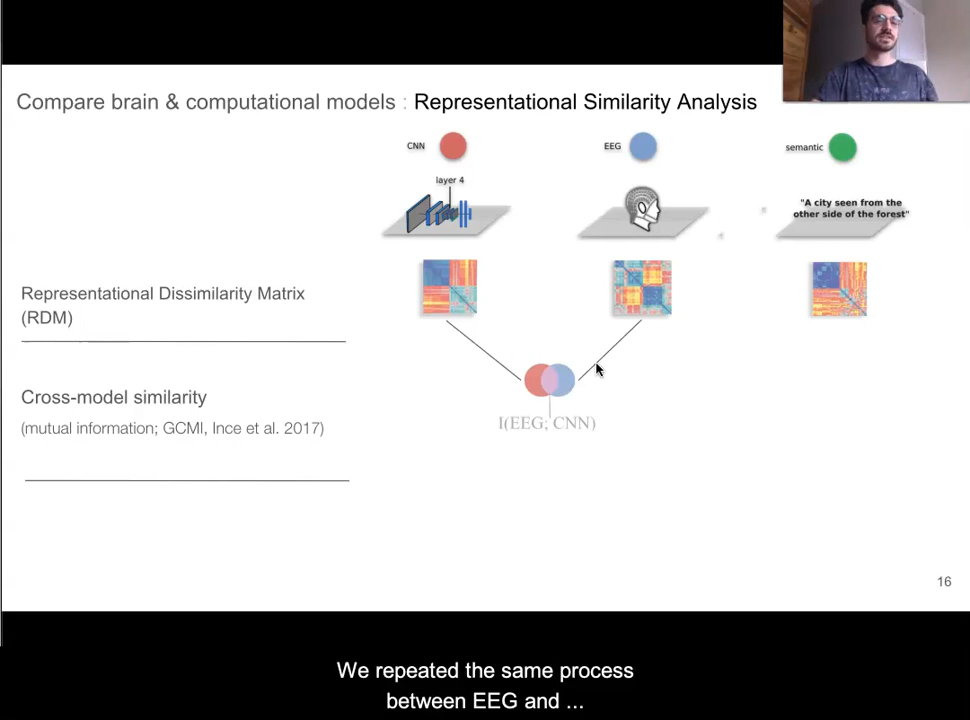 Compare brain & computational models : Representational Similarity Analysis
CNN
EEG
semantic
layer 4
"A city seen from the
other side of the forest"
Representational Dissimilarity Matrix
(RDM)
Cross-model similarity
(mutual information; GCMI, Ince et al. 2017)
I(EEG; CNN)
16
We repeated the same process
between EEG and ...